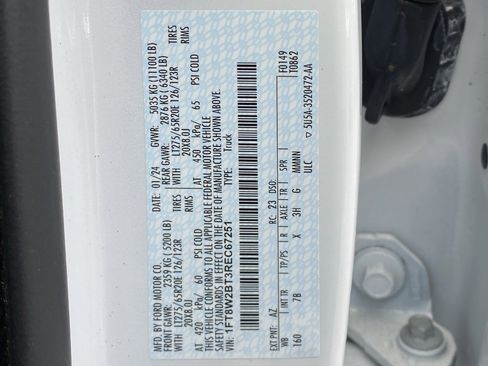 MFD. BY FORD MOTOR CO.
DATE: 01/24 GVWR: 5035 KG (11100 LB)
FRONT GAWR: 2359 KG (5200 LB) REAR GAWR: 2876 KG (6340 LB)
WITH LT275/65R20E 126/123R TIRES WITH LT275/65R20E 126/123R TIRES
20X8.0J RIMS 20X8.0J RIMS
AT 420 kPa/ 60 PSI COLD AT 450 kPa/ 65 PSI COLD
THIS VEHICLE CONFORMS TO ALL APPLICABLE FEDERAL MOTOR VEHICLE
SAFETY STANDARDS IN EFFECT ON THE DATE OF MANUFACTURE SHOWN ABOVE.
VIN: 1FT8W2BT3REC67251 TYPE: Truck
FU149
T0862
EXT PNT: AZ RC: 23 DSO:
WB INT TR TP/PS R AXLE TR SPR
160 7B X 3H G MMMNN
ULC
5U5A-3520472-AA